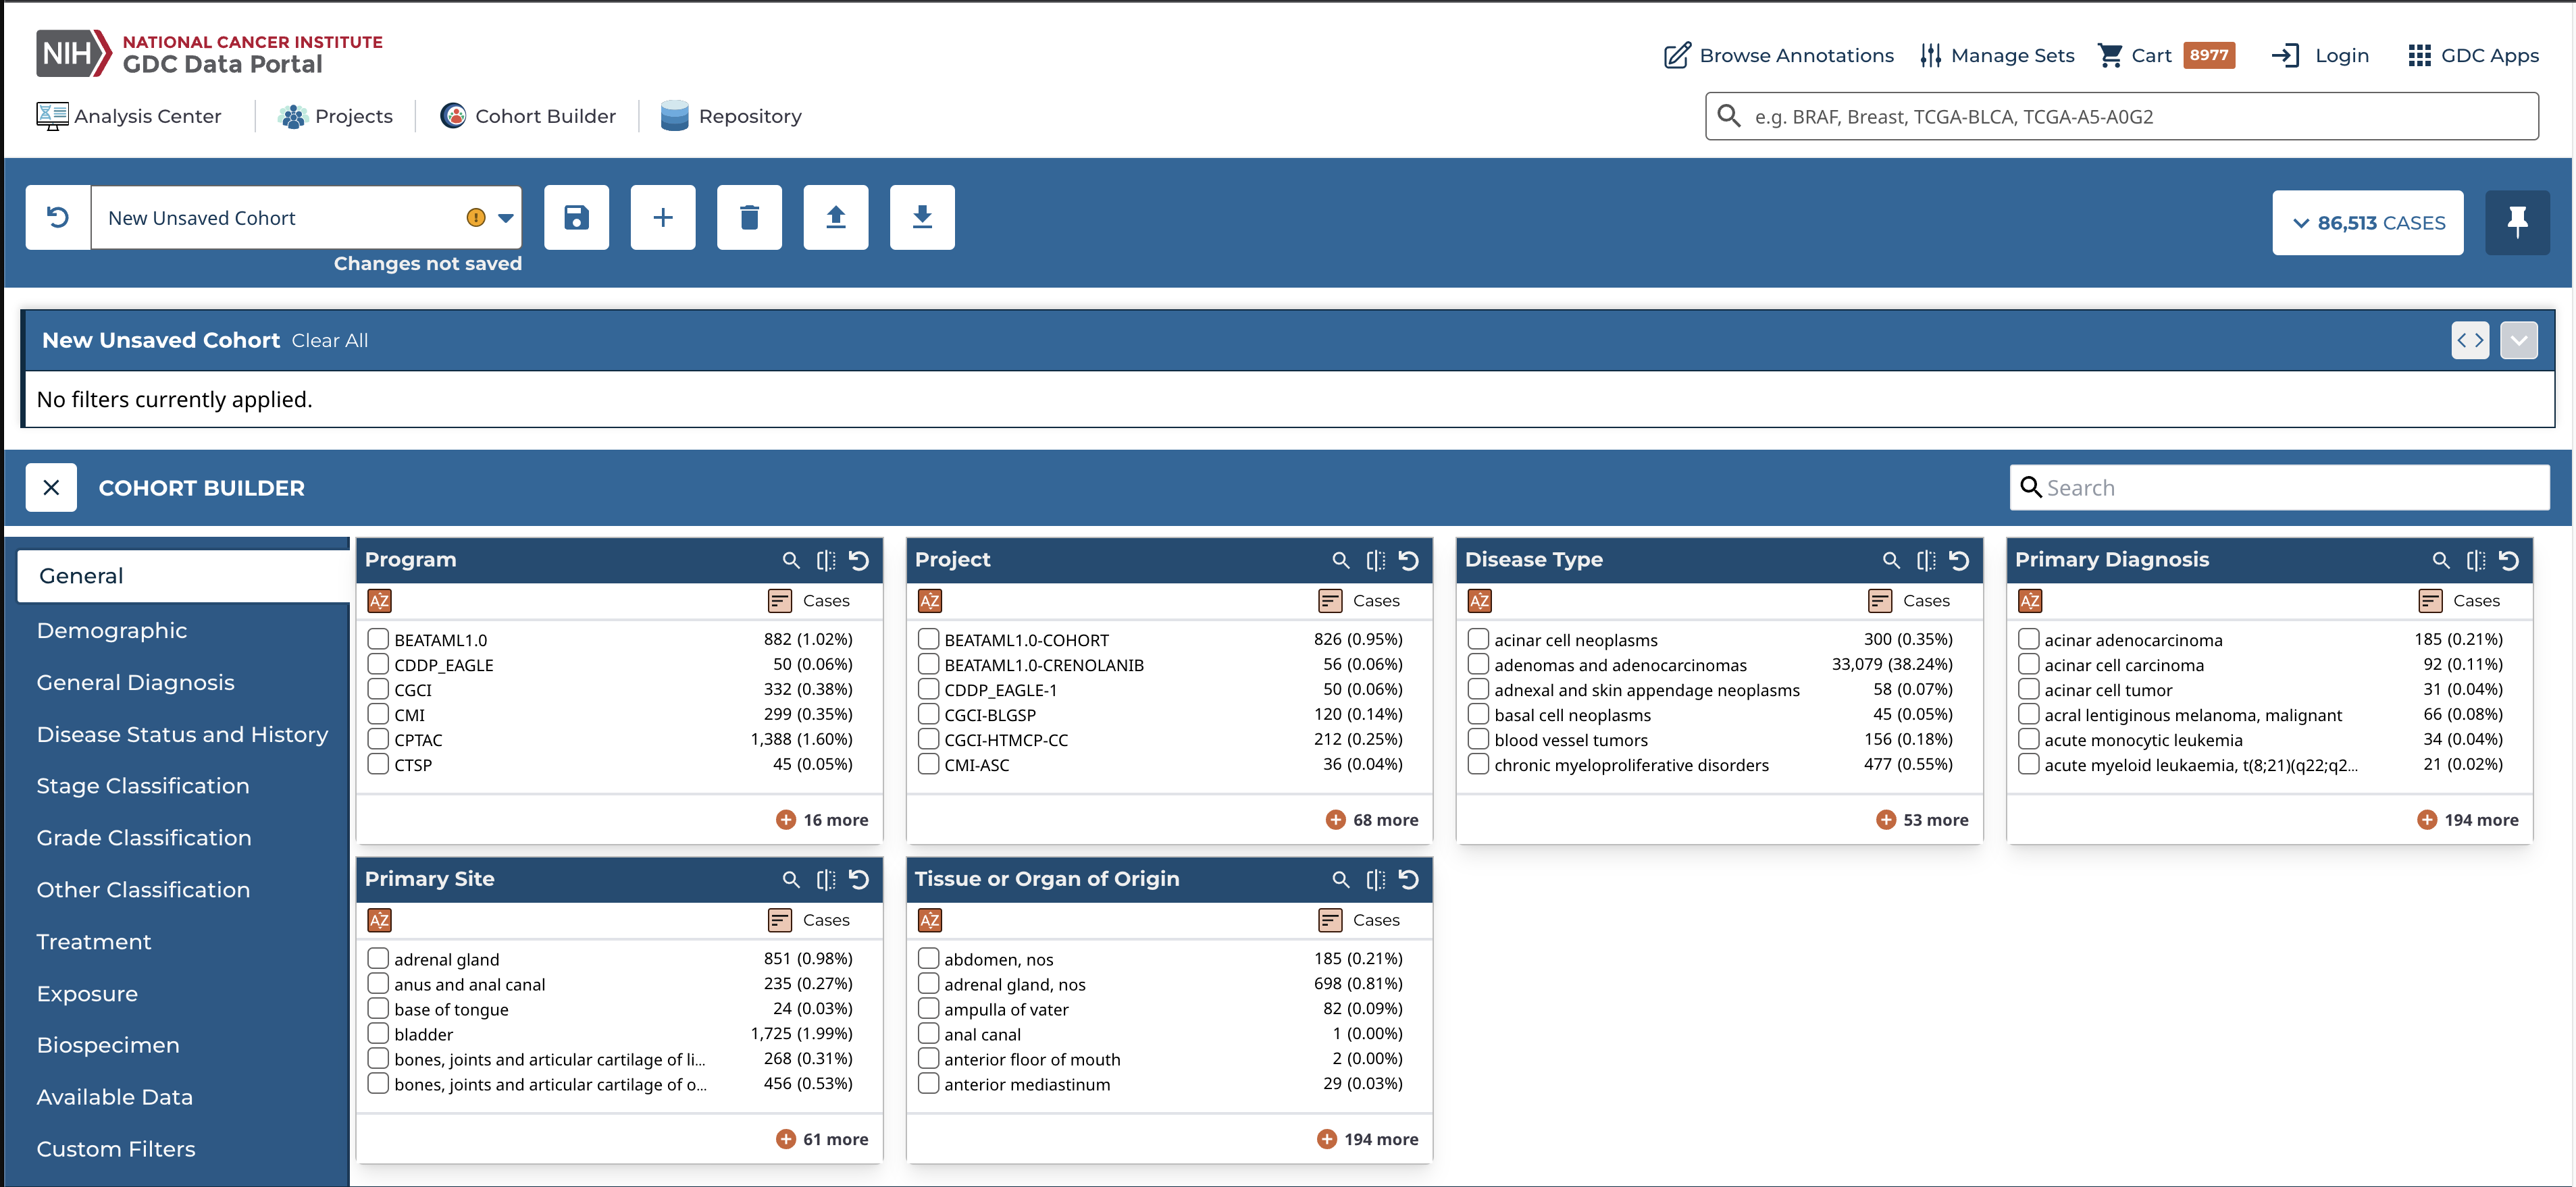 NIH NATIONAL CANCER INSTITUTE
GDC Data Portal
Browse Annotations Manage Sets Cart 8977 Login GDC Apps
Analysis Center Projects Cohort Builder Repository
e.g. BRAF, Breast, TCGA-BLCA, TCGA-A5-A0G2
New Unsaved Cohort
86,513 CASES
Changes not saved
New Unsaved Cohort Clear All
No filters currently applied.
COHORT BUILDER
Search
General
Demographic
General Diagnosis
Disease Status and History
Stage Classification
Grade Classification
Other Classification
Treatment
Exposure
Biospecimen
Available Data
Custom Filters
Program
AZ Cases
BEATAML1.0 882 (1.02%)
CDDP_EAGLE 50 (0.06%)
CGCI 332 (0.38%)
CMI 299 (0.35%)
CPTAC 1,388 (1.60%)
CTSP 45 (0.05%)
16 more
Project
AZ Cases
BEATAML1.0-COHORT 826 (0.95%)
BEATAML1.0-CRENOLANIB 56 (0.06%)
CDDP_EAGLE-1 50 (0.06%)
CGCI-BLGSP 120 (0.14%)
CGCI-HTMCP-CC 212 (0.25%)
CMI-ASC 36 (0.04%)
68 more
Disease Type
AZ Cases
acinar cell neoplasms 300 (0.35%)
adenomas and adenocarcinomas 33,079 (38.24%)
adnexal and skin appendage neoplasms 58 (0.07%)
basal cell neoplasms 45 (0.05%)
blood vessel tumors 156 (0.18%)
chronic myeloproliferative disorders 477 (0.55%)
53 more
Primary Diagnosis
AZ Cases
acinar adenocarcinoma 185 (0.21%)
acinar cell carcinoma 92 (0.11%)
acinar cell tumor 31 (0.04%)
acral lentiginous melanoma, malignant 66 (0.08%)
acute monocytic leukemia 34 (0.04%)
acute myeloid leukaemia, t(8;21)(q22;q2... 21 (0.02%)
194 more
Primary Site
AZ Cases
adrenal gland 851 (0.98%)
anus and anal canal 235 (0.27%)
base of tongue 24 (0.03%)
bladder 1,725 (1.99%)
bones, joints and articular cartilage of li... 268 (0.31%)
bones, joints and articular cartilage of o... 456 (0.53%)
61 more
Tissue or Organ of Origin
AZ Cases
abdomen, nos 185 (0.21%)
adrenal gland, nos 698 (0.81%)
ampulla of vater 82 (0.09%)
anal canal 1 (0.00%)
anterior floor of mouth 2 (0.00%)
anterior mediastinum 29 (0.03%)
194 more